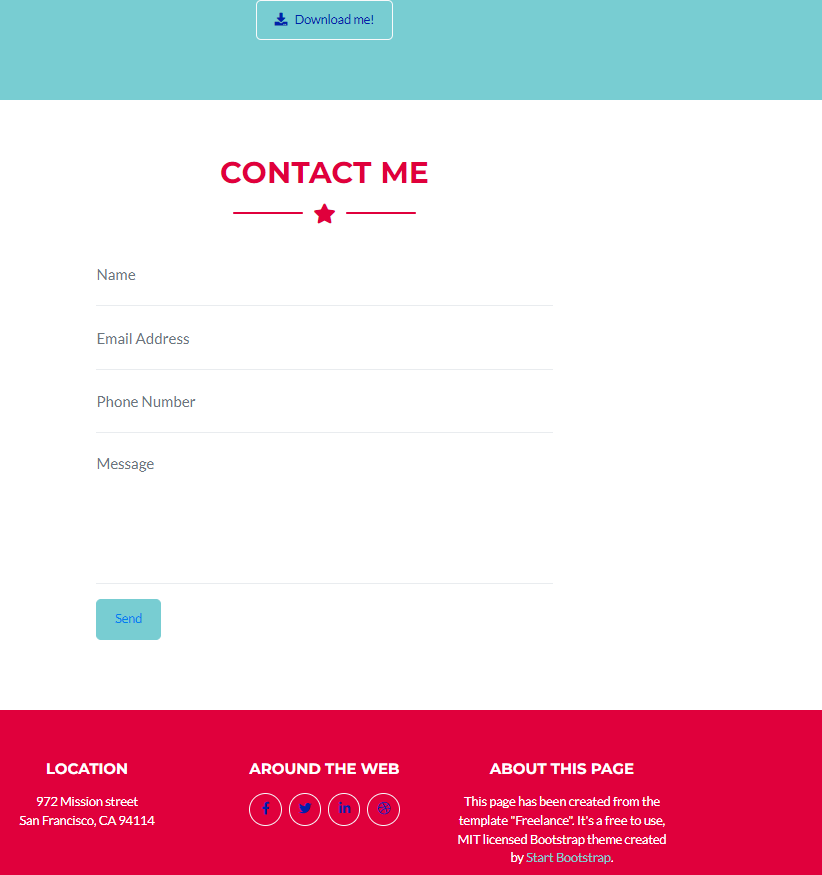 Download me!
CONTACT ME
Name
Email Address
Phone Number
Message
Send
LOCATION
972 Mission street
San Francisco, CA 94114
AROUND THE WEB
ABOUT THIS PAGE
This page has been created from the
template "Freelance". It's a free to use,
MIT licensed Bootstrap theme created
by Start Bootstrap.